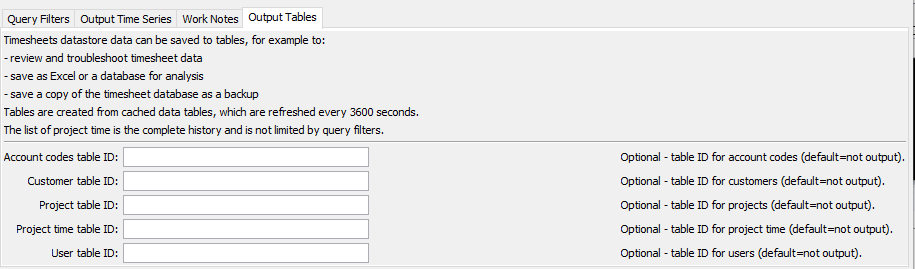 Query Filters Output Time Series Work Notes Output Tables
Timesheets datastore data can be saved to tables, for example to:
- review and troubleshoot timesheet data
- save as Excel or a database for analysis
- save a copy of the timesheet database as a backup
Tables are created from cached data tables, which are refreshed every 3600 seconds.
The list of project time is the complete history and is not limited by query filters.
Account codes table ID: Optional - table ID for account codes (default=not output).
Customer table ID: Optional - table ID for customers (default=not output).
Project table ID: Optional - table ID for projects (default=not output).
Project time table ID: Optional - table ID for project time (default=not output).
User table ID: Optional - table ID for users (default=not output).